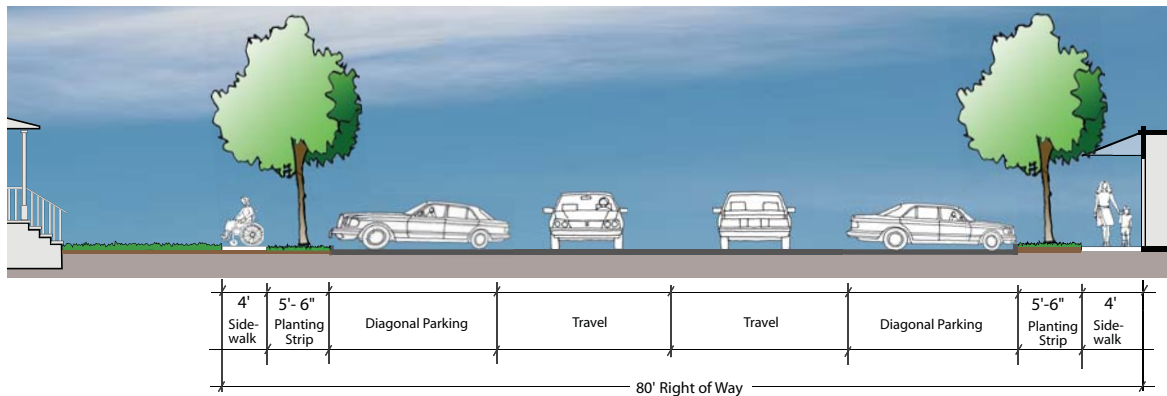 4'
Side-
walk
5'- 6"
Planting
Strip
Diagonal Parking
Travel
Travel
Diagonal Parking
5'-6"
Planting
Strip
4'
Side-
walk
80' Right of Way